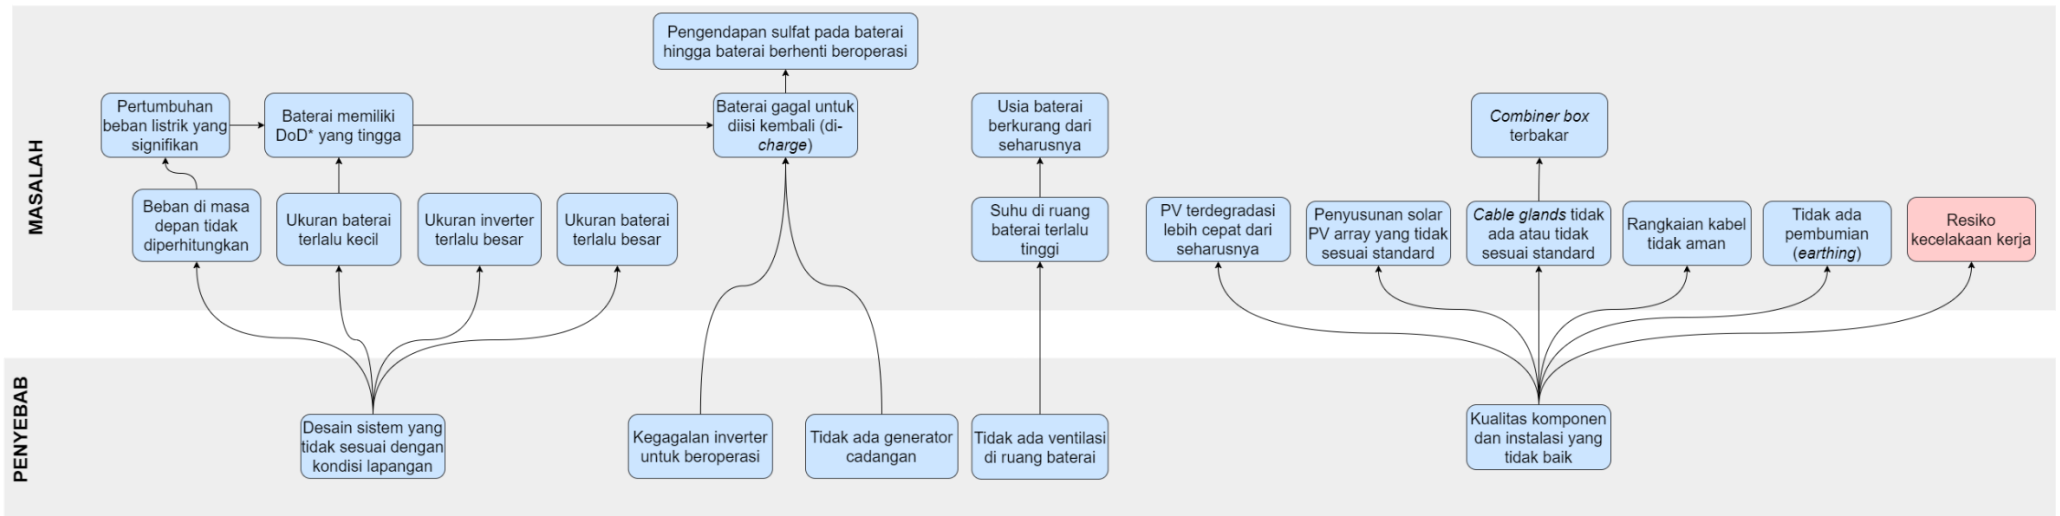 MASALAH
Pengendapan sulfat pada baterai
hingga baterai berhenti beroperasi
Pertumbuhan
beban listrik yang
signifikan
Baterai memiliki
DoD* yang tingga
Baterai gagal untuk
diisi kembali (di-
charge)
Usia baterai
berkurang dari
seharusnya
Combiner box
terbakar
Beban di masa
depan tidak
diperhitungkan
Ukuran baterai
terlalu kecil
Ukuran inverter
terlalu besar
Ukuran baterai
terlalu besar
Suhu di ruang
baterai terlalu
tinggi
PV terdegradasi
lebih cepat dari
seharusnya
Penyusunan solar
PV array yang tidak
sesuai standard
Cable glands tidak
ada atau tidak
sesuai standard
Rangkaian kabel
tidak aman
Tidak ada
pembumian
(earthing)
Resiko
kecelakaan kerja
PENYEBAB
Desain sistem yang
tidak sesuai dengan
kondisi lapangan
Kegagalan inverter
untuk beroperasi
Tidak ada generator
cadangan
Tidak ada ventilasi
di ruang baterai
Kualitas komponen
dan instalasi yang
tidak baik